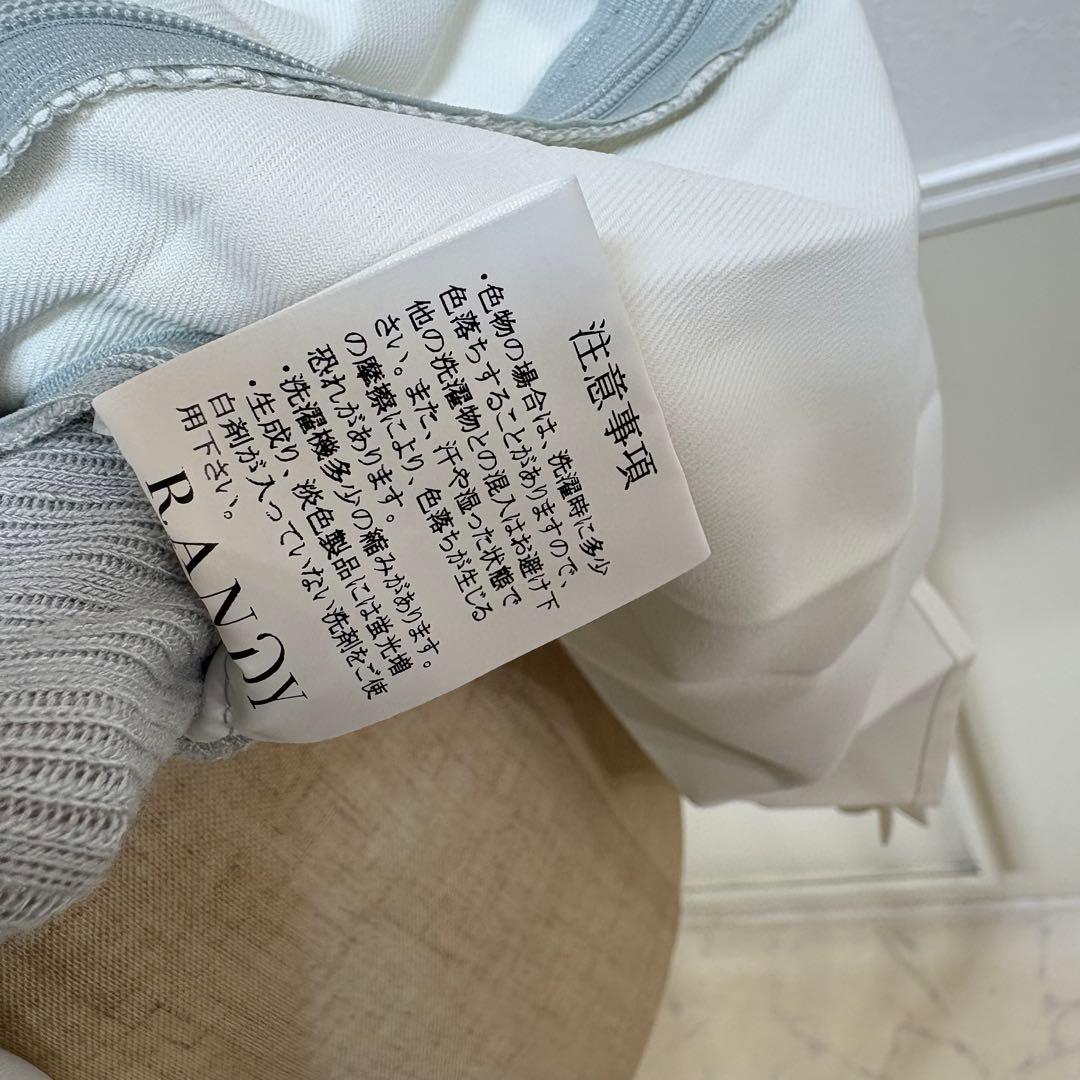 注意事項
・色物の場合は、洗濯時に多少
色落ちすることがありますので、
他の洗濯物との混入はお避け下
さい。また、汗や湿った状態で
の摩擦により、色落ちが生じる
恐れがあります。
・洗濯機多少の縮みがあります。
・生成り、淡色製品には蛍光増
白剤が入っていない洗剤をご使
用下さい。